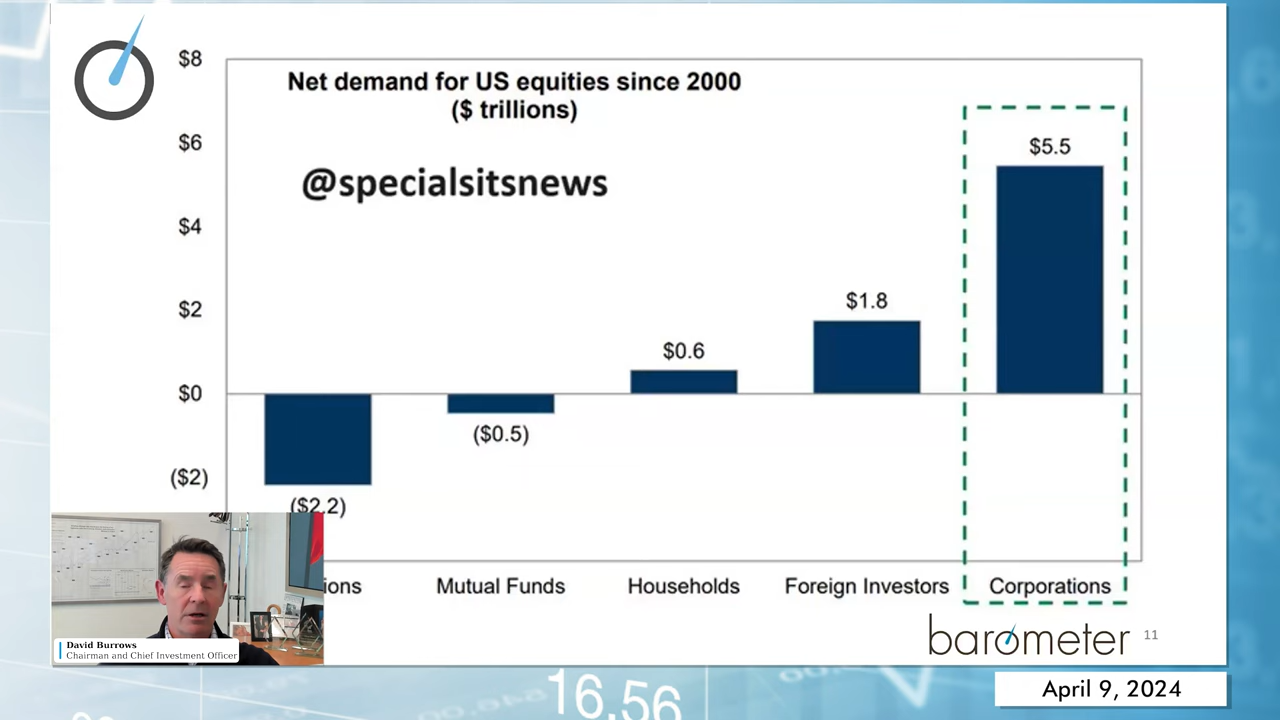 $8
Net demand for US equities since 2000
($ trillions)
@specialsitsnews
$6
$5.5
$4
$2
$1.8
$0.6
$0
($0.5)
($2)
($2.2)
ions
Mutual Funds
Households
Foreign Investors
Corporations
David Burrows
Chairman and Chief Investment Officer
barometer
11
April 9, 2024
16,56